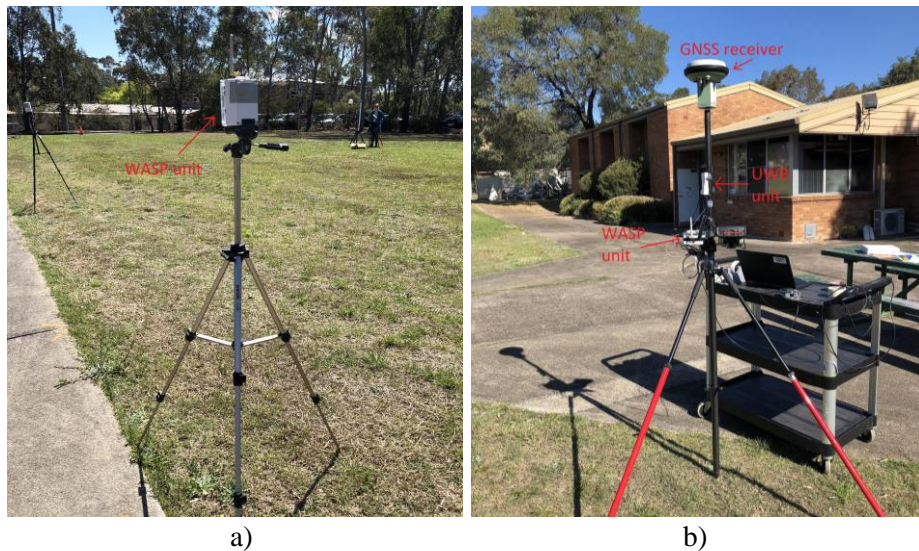 WASP unit
GNSS receiver
UWB
unit
WASP
unit
a)
b)